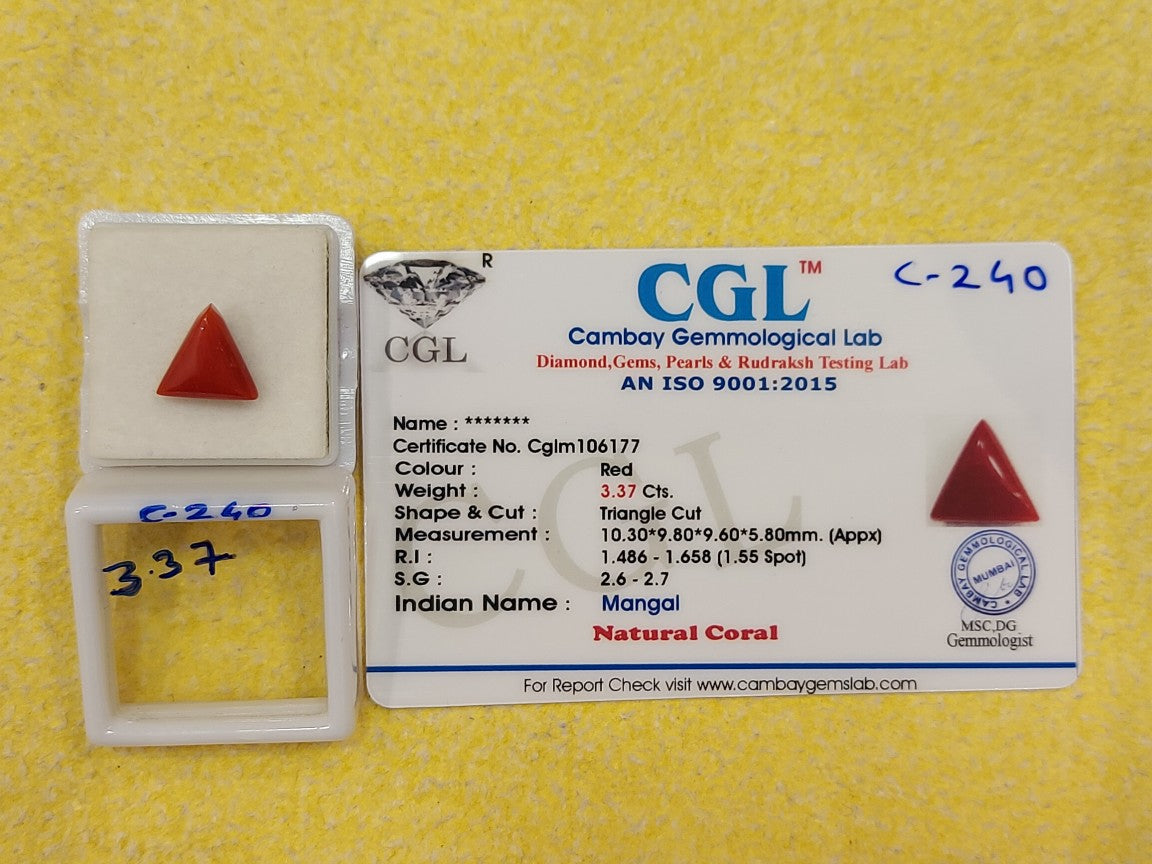 C-240
3.37
R
CGL
CGL™
C-240
Cambay Gemmological Lab
Diamond,Gems, Pearls & Rudraksh Testing Lab
AN ISO 9001:2015
Name : *******
Certificate No. Cglm106177
Colour : Red
Weight : 3.37 Cts.
Shape & Cut : Triangle Cut
Measurement : 10.30*9.80*9.60*5.80mm. (Appx)
R.I : 1.486 - 1.658 (1.55 Spot)
S.G : 2.6 - 2.7
Indian Name : Mangal
Natural Coral
CGL
CAMBAY GEMMOLOGICAL LAB
MUMBAI
MSC,DG
Gemmologist
For Report Check visit www.cambaygemslab.com